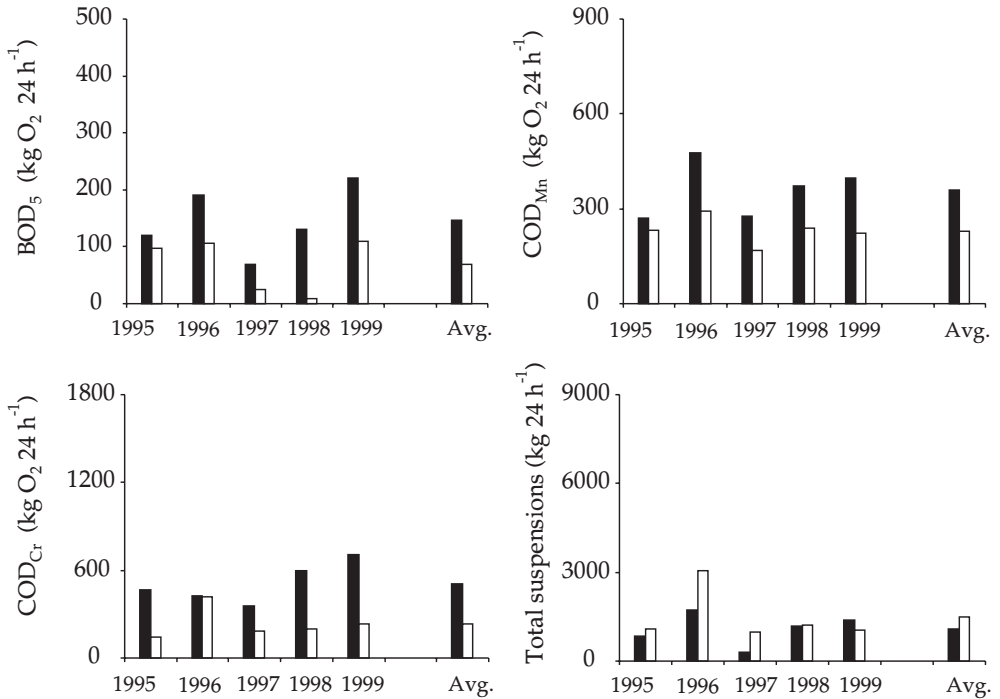 BOD₅ (kg O₂ 24 h⁻¹)
500
400
300
200
100
0
1995 1996 1997 1998 1999 Avg.
COD_Mn (kg O₂ 24 h⁻¹)
900
600
300
0
1995 1996 1997 1998 1999 Avg.
COD_Cr (kg O₂ 24 h⁻¹)
1800
1200
600
0
1995 1996 1997 1998 1999 Avg.
Total suspensions (kg 24 h⁻¹)
9000
6000
3000
0
1995 1996 1997 1998 1999 Avg.